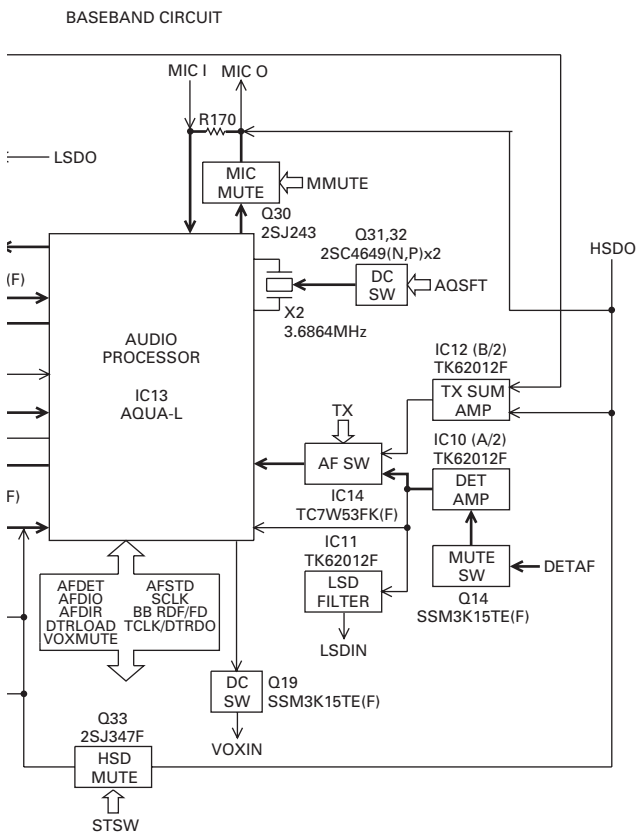 BASEBAND CIRCUIT
MIC I
MIC O
R170
LSDO
MIC
MUTE
MMUTE
Q30
2SJ243
Q31,32
2SC4649(N,P)x2
HSDO
DC
SW
AQSFT
(F)
X2
3.6864MHz
AUDIO
PROCESSOR
IC13
AQUA-L
IC12 (B/2)
TK62012F
TX SUM
AMP
TX
IC10 (A/2)
TK62012F
AF SW
DET
AMP
F)
IC14
TC7W53FK(F)
IC11
TK62012F
LSD
FILTER
MUTE
SW
DETAF
Q14
SSM3K15TE(F)
LSDIN
AFDET AFSTD
AFDIO SCLK
AFDIR BB RDF/FD
DTRLOAD TCLK/DTRDO
VOXMUTE
DC
SW
Q19
SSM3K15TE(F)
VOXIN
Q33
2SJ347F
HSD
MUTE
STSW